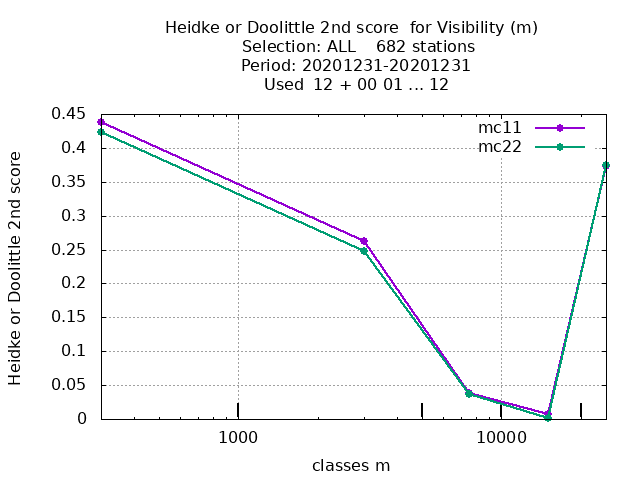 Heidke or Doolittle 2nd score  for Visibility (m)
Selection: ALL    682 stations
Period: 20201231-20201231
Used  12 + 00 01 ... 12
Heidke or Doolittle 2nd score
0.45
0.4
0.35
0.3
0.25
0.2
0.15
0.1
0.05
0
mc11
mc22
1000
10000
classes m